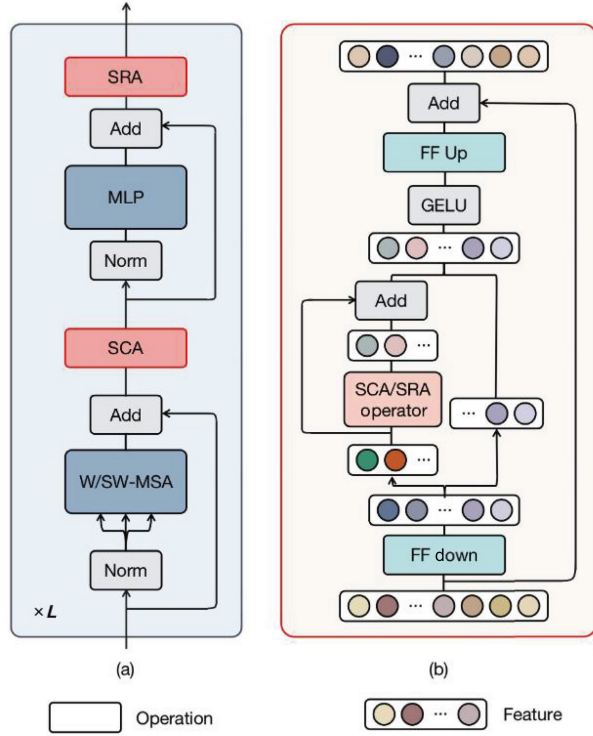 SRA
Add
MLP
Norm
SCA
Add
W/SW-MSA
Norm
× L
(a)
Add
FF Up
GELU
...
Add
...
SCA/SRA
operator
...
...
...
FF down
...
(b)
Operation
...
Feature